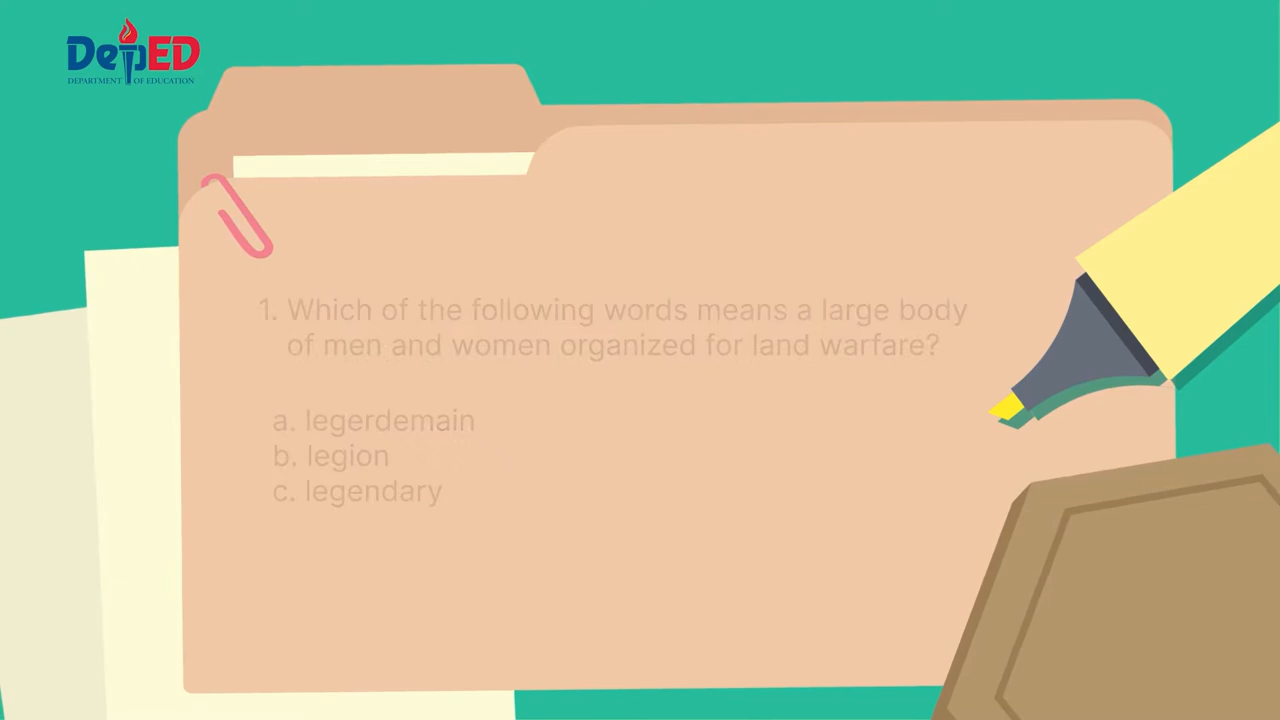 DepED
DEPARTMENT OF EDUCATION
1. Which of the following words means a large body
of men and women organized for land warfare?
a. legerdemain
b. legion
c. legendary